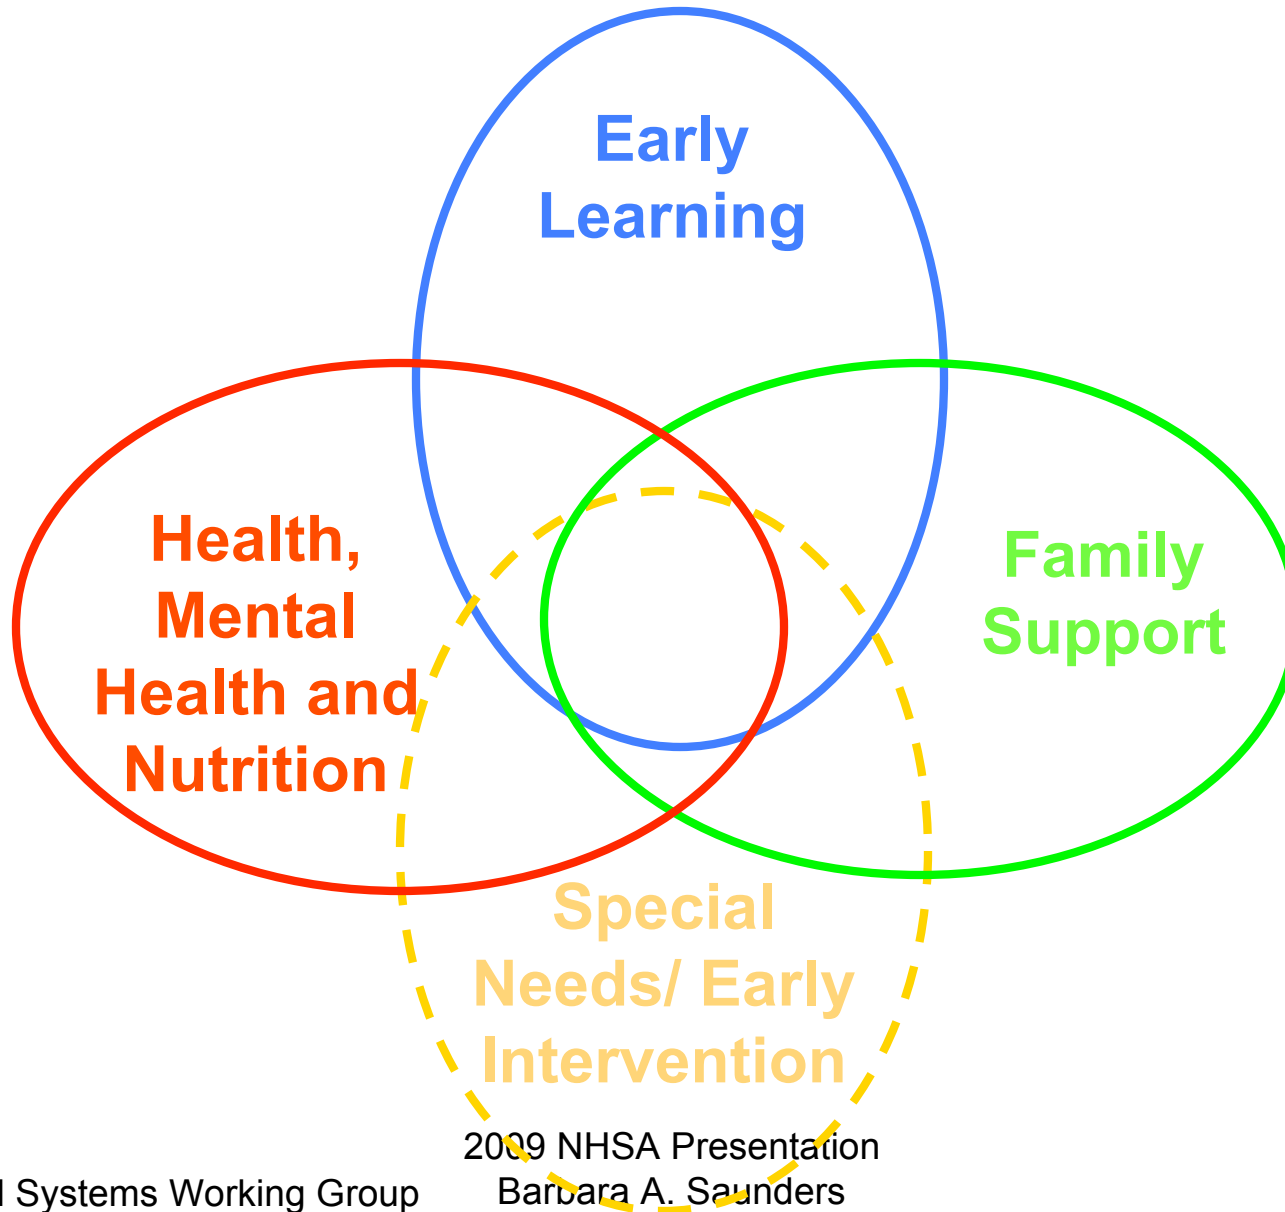 Early
Learning
Health,
Mental
Health and
Nutrition
Family
Support
Special
Needs/ Early
Intervention
2009 NHSA Presentation
Systems Working Group
Barbara A. Saunders